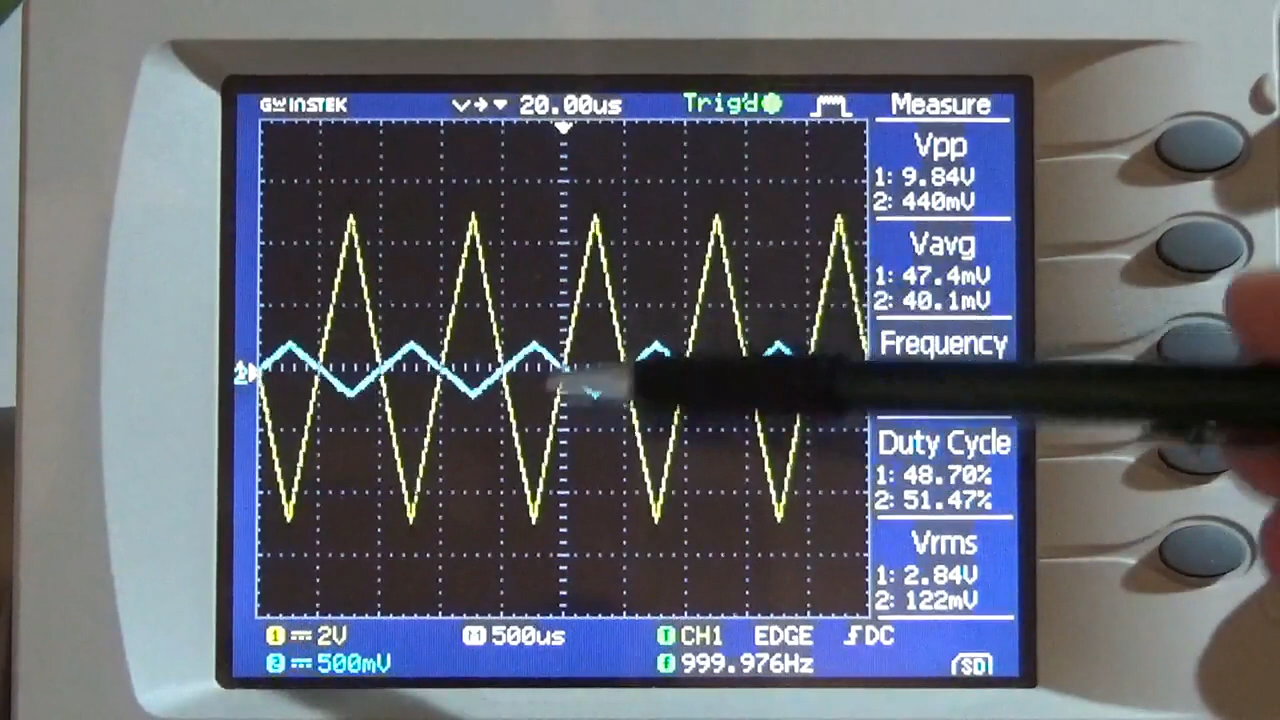 GWINSTEK 20.00us Trig'd Measure
Vpp
1: 9.84V
2: 440mV
Vavg
1: 47.4mV
2: 40.1mV
Frequency
Duty Cycle
1: 48.70%
2: 51.47%
Vrms
1: 2.84V
2: 122mV
1 2V M 500us T CH1 EDGE DC
2 500mV f 999.976Hz SD